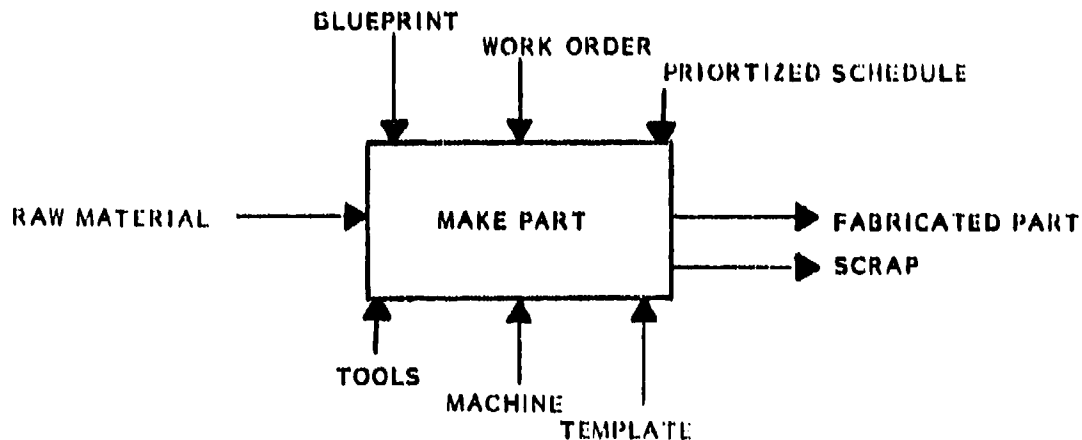 BLUEPRINT
WORK ORDER
PRIORTIZED SCHEDULE
RAW MATERIAL
MAKE PART
FABRICATED PART
SCRAP
TOOLS
MACHINE
TEMPLATE